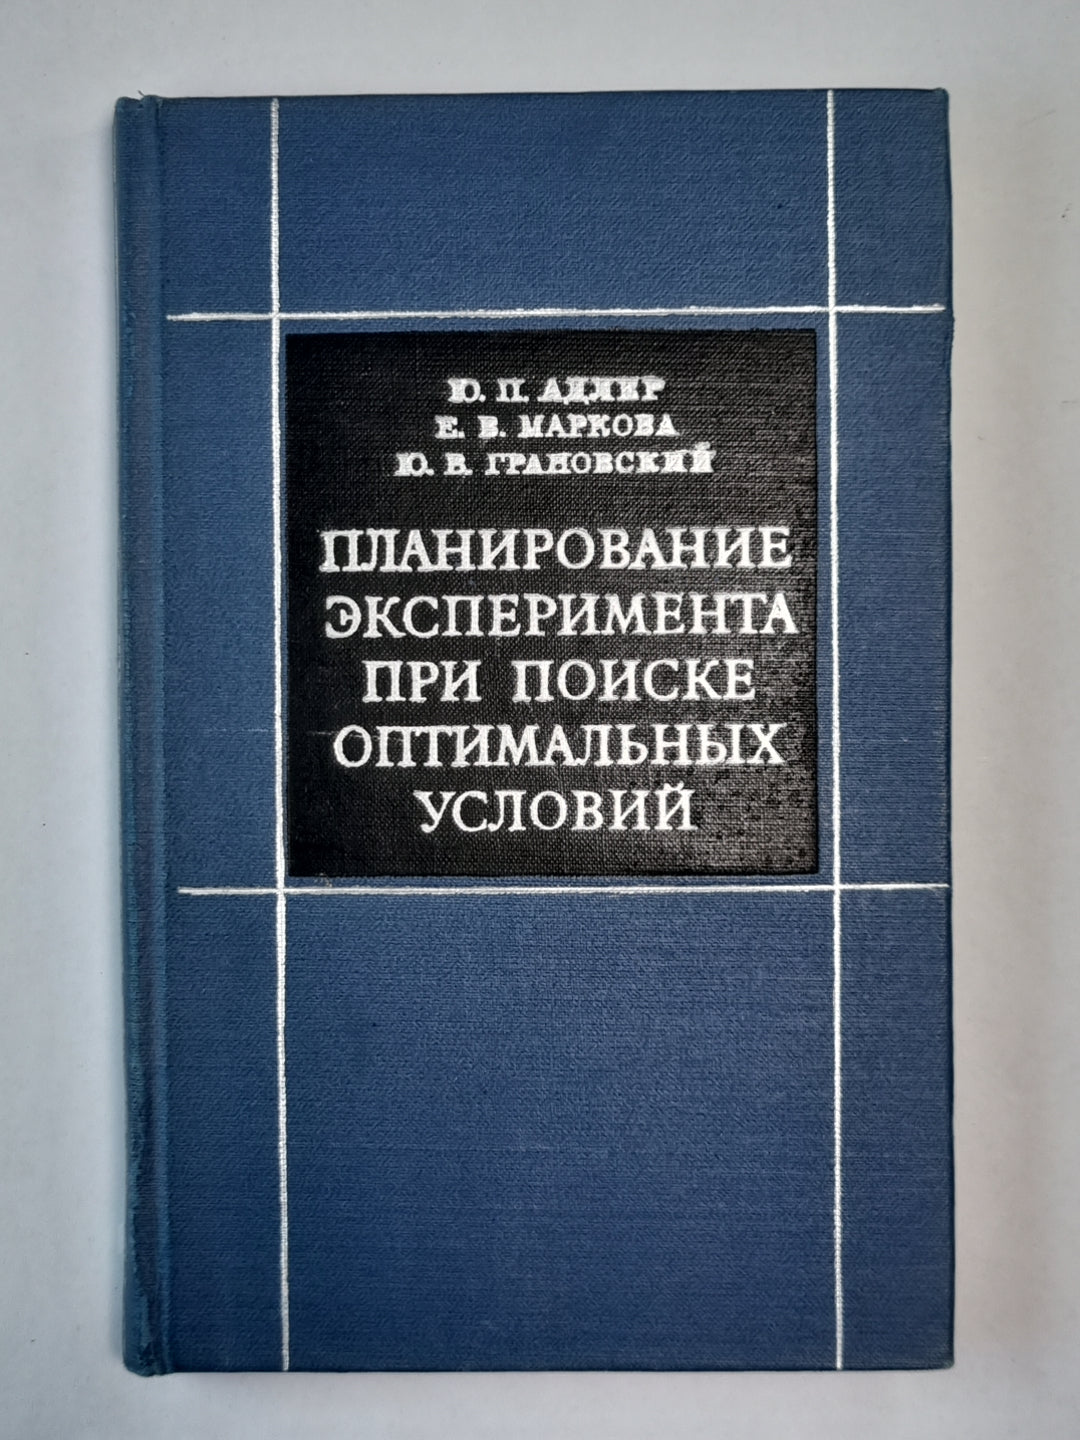 Ю. П. АДЛЕР
Е. В. МАРКОВА
Ю. В. ГРАНОВСКИЙ
ПЛАНИРОВАНИЕ
ЭКСПЕРИМЕНТА
ПРИ ПОИСКЕ
ОПТИМАЛЬНЫХ
УСЛОВИЙ